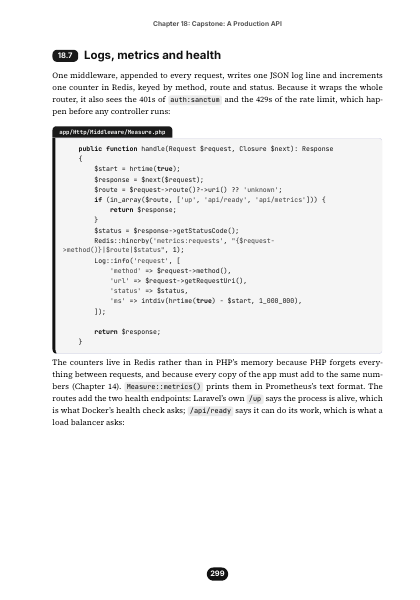 Chapter 18: Capstone: A Production API
18.7 Logs, metrics and health
One middleware, appended to every request, writes one JSON log line and increments
one counter in Redis, keyed by method, route and status. Because it wraps the whole
router, it also sees the 401s of auth:sanctum and the 429s of the rate limit, which hap-
pen before any controller runs:
app/Http/Middleware/Measure.php
public function handle(Request $request, Closure $next): Response
{
$start = hrtime(true);
$response = $next($request);
$route = $request->route()?->uri() ?? 'unknown';
if (in_array($route, ['up', 'api/ready', 'api/metrics'])) {
return $response;
}
$status = $response->getStatusCode();
Redis::hincrby('metrics:requests', "{$request-
>method()}|$route|$status", 1);
Log::info('request', [
'method' => $request->method(),
'url' => $request->getRequestUri(),
'status' => $status,
'ms' => intdiv(hrtime(true) - $start, 1_000_000),
]);
return $response;
}
The counters live in Redis rather than in PHP's memory because PHP forgets every-
thing between requests, and because every copy of the app must add to the same num-
bers (Chapter 14). Measure::metrics() prints them in Prometheus's text format. The
routes add the two health endpoints: Laravel's own /up says the process is alive, which
is what Docker's health check asks; /api/ready says it can do its work, which is what a
load balancer asks:
299